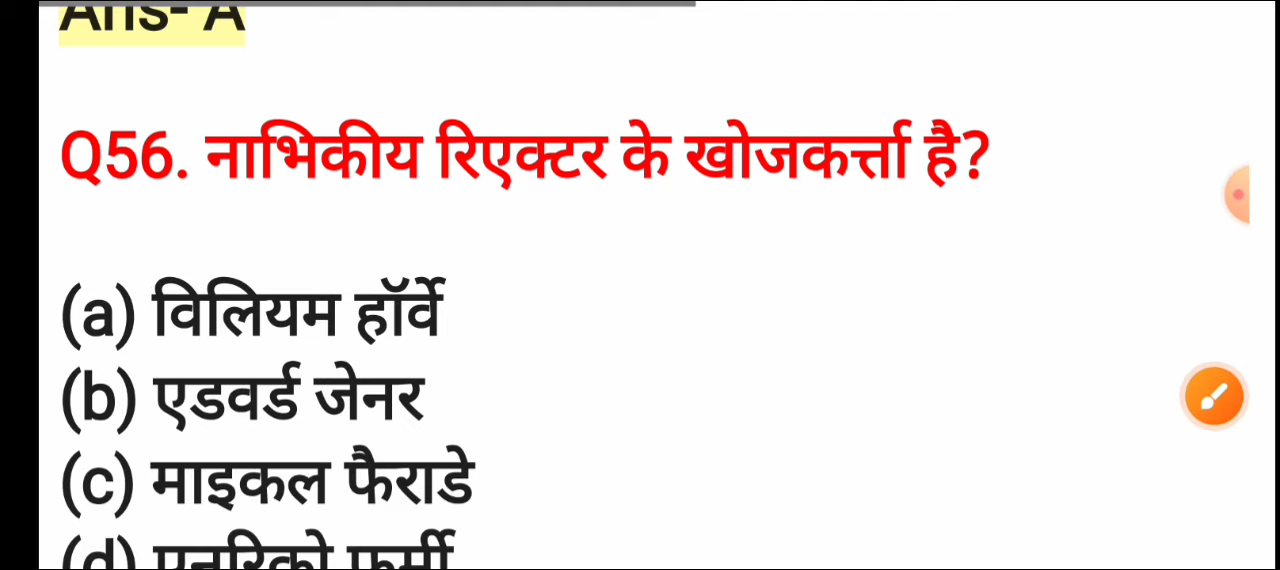 Ans- A
Q56. नाभिकीय रिएक्टर के खोजकर्त्ता है?
(a) विलियम हॉर्वे
(b) एडवर्ड जेनर
(c) माइकल फैराडे
(d) एनरिको फर्मी